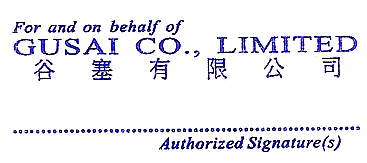 For and on behalf of
GUSAI CO., LIMITED
谷塞有限公司
Authorized Signature(s)